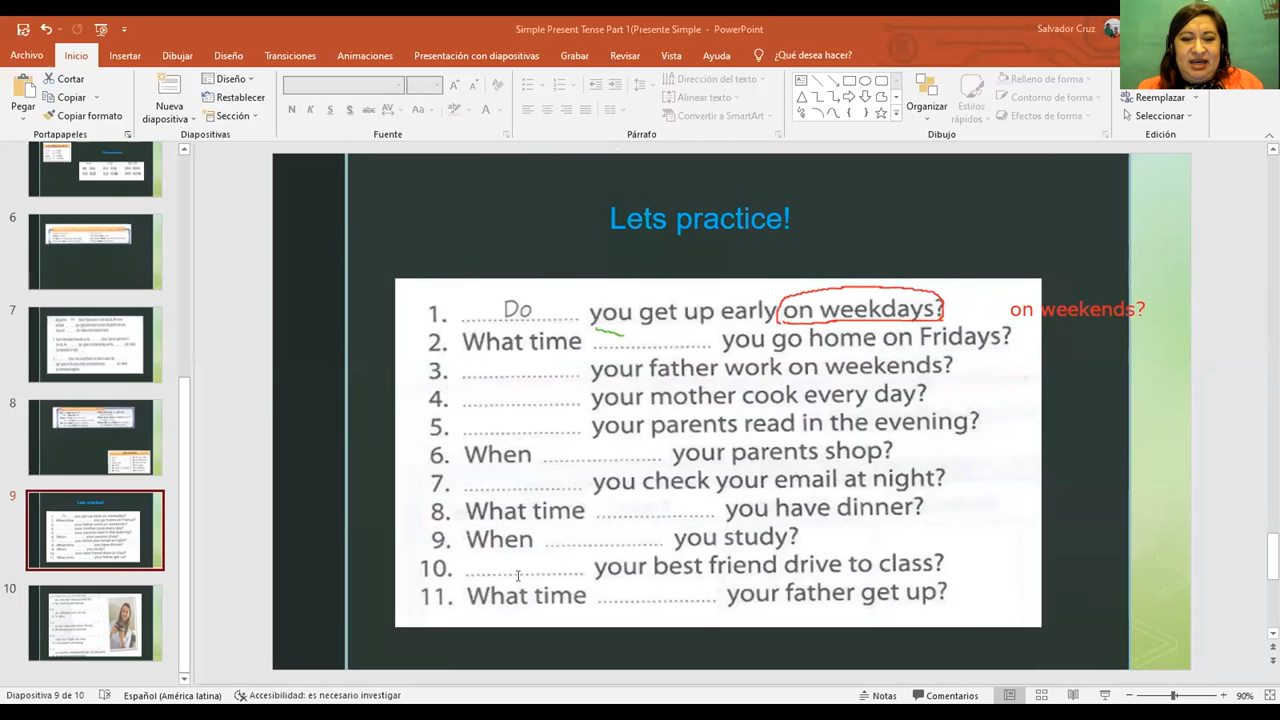 Simple Present Tense Part 1(Presente Simple - PowerPoint
Salvador Cruz
Archivo Inicio Insertar Dibujar Diseño Transiciones Animaciones Presentación con diapositivas Grabar Revisar Vista Ayuda ¿Qué desea hacer?
Pegar
Cortar
Copiar
Copiar formato
Portapapeles
Nueva diapositiva
Diseño
Restablecer
Sección
Diapositivas
N K S S abc AV Aa A
Fuente
Dirección del texto
Alinear texto
Convertir a SmartArt
Párrafo
Organizar
Estilos rápidos
Relleno de forma
Contorno de forma
Efectos de forma
Dibujo
Reemplazar
Seleccionar
Edición
6
7
8
9
10
Lets practice!
1. Do you get up early on weekdays? on weekends?
2. What time ............ you go home on Fridays?
3. ............ your father work on weekends?
4. ............ your mother cook every day?
5. ............ your parents read in the evening?
6. When ............ your parents shop?
7. ............ you check your email at night?
8. What time ............ you have dinner?
9. When ............ you study?
10. ............ your best friend drive to class?
11. What time ............ your father get up?
Diapositiva 9 de 10 Español (América latina) Accesibilidad: es necesario investigar Notas Comentarios 90%